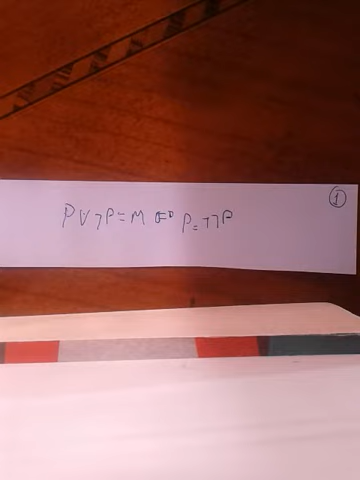 ①
P ⊻ ¬P = M ⇔ P = ¬¬P